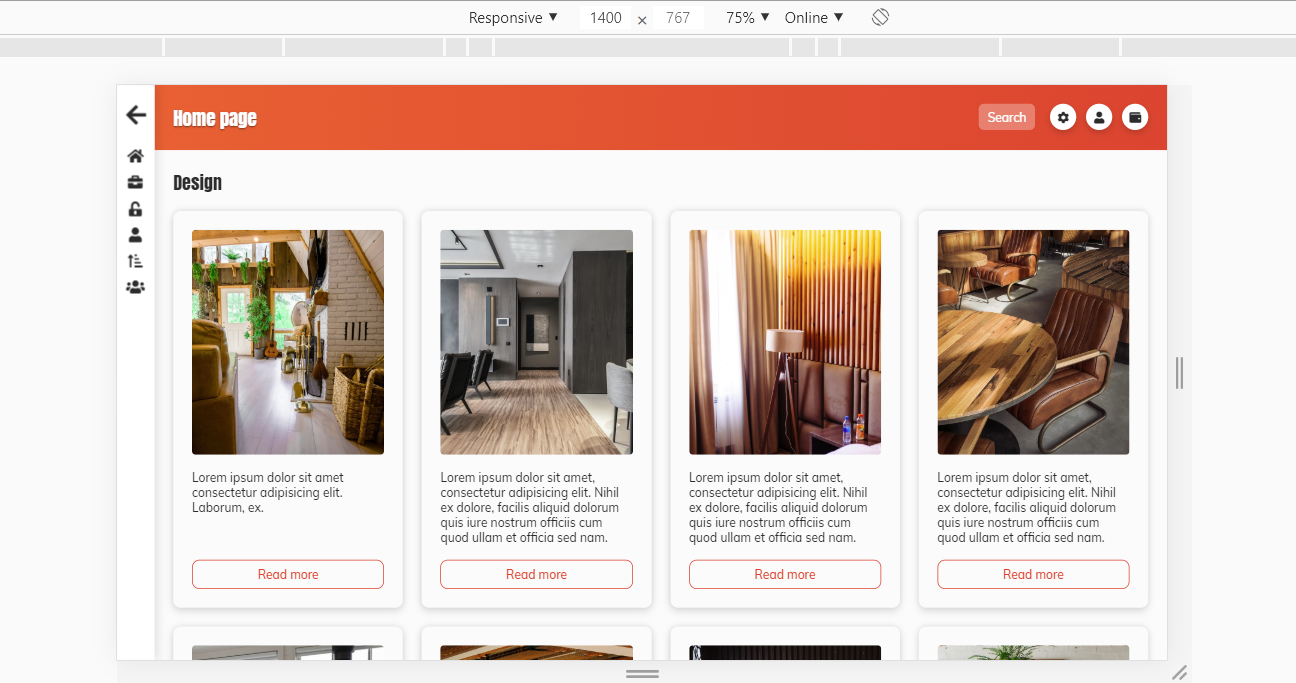 Responsive ▼ 1400 × 767 75% ▼ Online ▼
Home page
Search
Design
Lorem ipsum dolor sit amet
consectetur adipisicing elit.
Laborum, ex.
Read more
Lorem ipsum dolor sit amet,
consectetur adipisicing elit. Nihil
ex dolore, facilis aliquid dolorum
quis iure nostrum officiis cum
quod ullam et officia sed nam.
Read more
Lorem ipsum dolor sit amet,
consectetur adipisicing elit. Nihil
ex dolore, facilis aliquid dolorum
quis iure nostrum officiis cum
quod ullam et officia sed nam.
Read more
Lorem ipsum dolor sit amet,
consectetur adipisicing elit. Nihil
ex dolore, facilis aliquid dolorum
quis iure nostrum officiis cum
quod ullam et officia sed nam.
Read more